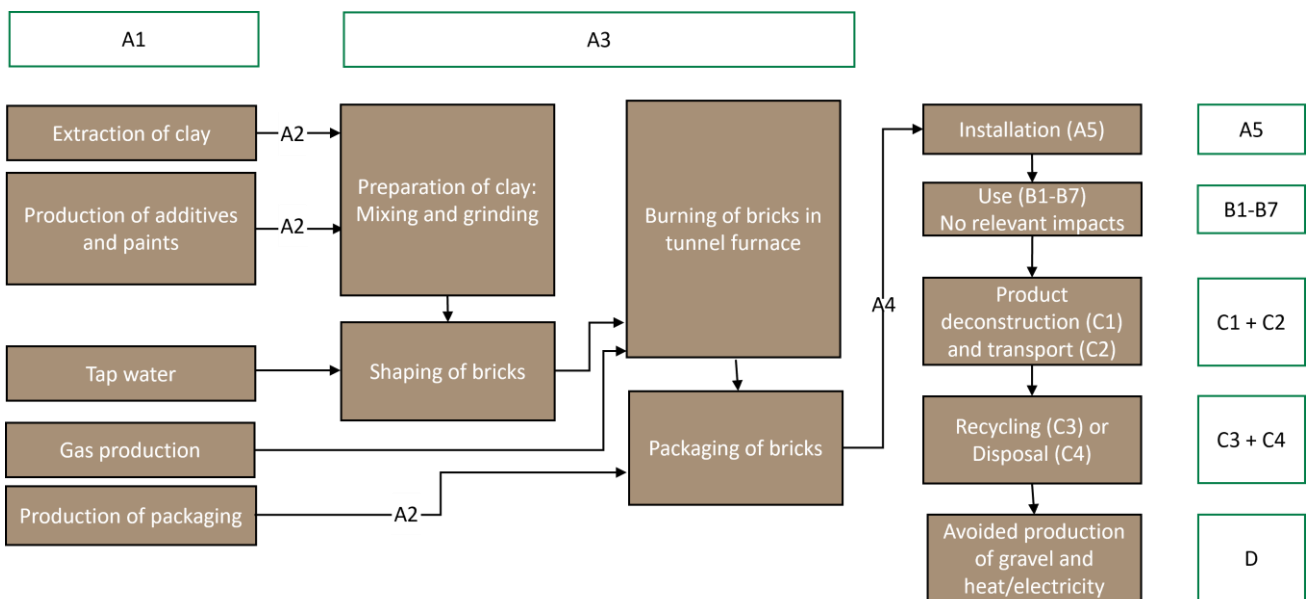 A1
A3
Extraction of clay
A2
Production of additives
and paints
A2
Tap water
Gas production
Production of packaging
A2
Preparation of clay:
Mixing and grinding
Shaping of bricks
Burning of bricks in
tunnel furnace
Packaging of bricks
A4
Installation (A5)
A5
Use (B1-B7)
No relevant impacts
B1-B7
Product
deconstruction (C1)
and transport (C2)
C1 + C2
Recycling (C3) or
Disposal (C4)
C3 + C4
Avoided production
of gravel and
heat/electricity
D